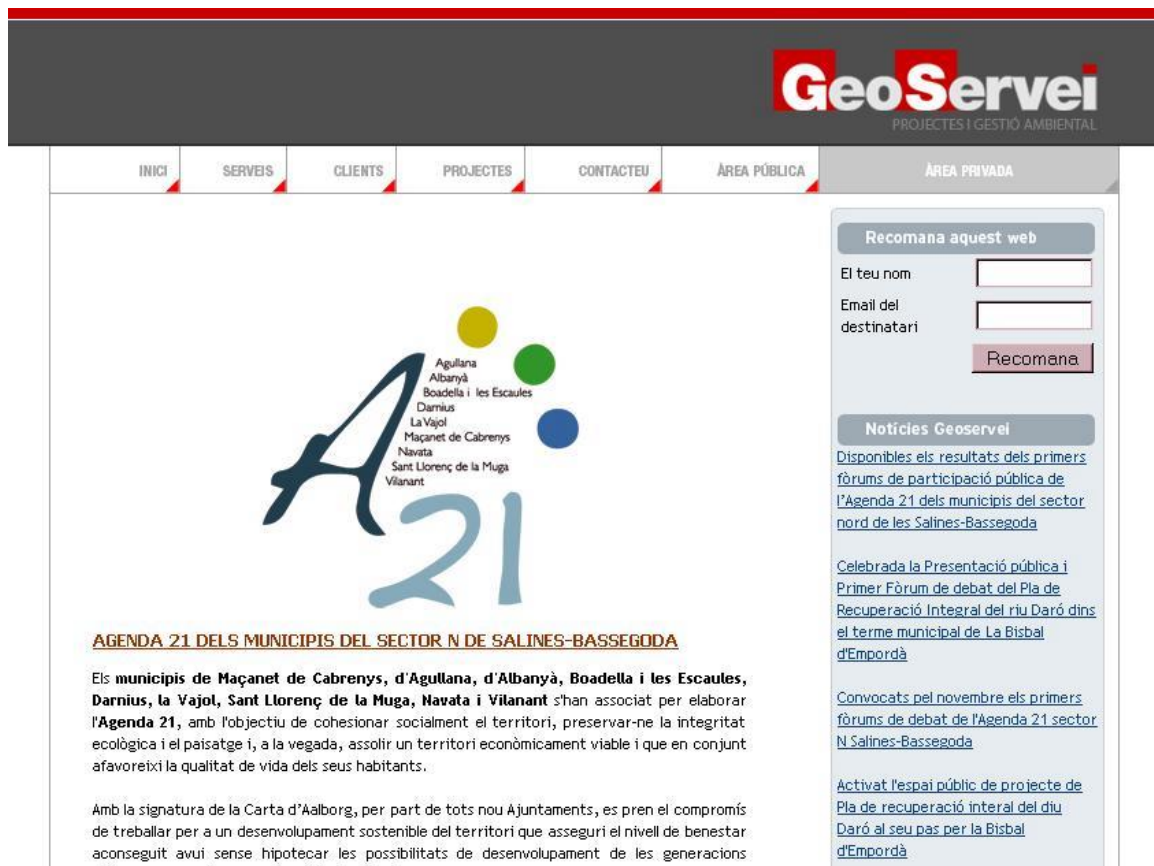 GeoServei
PROJECTES I GESTIÓ AMBIENTAL
INICI SERVEIS CLIENTS PROJECTES CONTACTEU ÀREA PÚBLICA ÀREA PRIVADA
Agullana
Albanyà
Boadella i les Escaules
Darnius
La Vajol
Maçanet de Cabrenys
Navata
Sant Llorenç de la Muga
Vilanant
A
21
AGENDA 21 DELS MUNICIPIS DEL SECTOR N DE SALINES-BASSEGODA
Els municipis de Maçanet de Cabrenys, d'Agullana, d'Albanyà, Boadella i les Escaules,
Darnius, la Vajol, Sant Llorenç de la Muga, Navata i Vilanant s'han associat per elaborar
l'Agenda 21, amb l'objectiu de cohesionar socialment el territori, preservar-ne la integritat
ecològica i el paisatge i, a la vegada, assolir un territori econòmicament viable i que en conjunt
afavoreixi la qualitat de vida dels seus habitants.
Amb la signatura de la Carta d'Aalborg, per part de tots nou Ajuntaments, es pren el compromís
de treballar per a un desenvolupament sostenible del territori que asseguri el nivell de benestar
aconseguit avui sense hipotecar les possibilitats de desenvolupament de les generacions
Recomana aquest web
El teu nom
Email del
destinatari
Recomana
Notícies Geoservei
Disponibles els resultats dels primers
fòrums de participació pública de
l'Agenda 21 dels municipis del sector
nord de les Salines-Bassegoda
Celebrada la Presentació pública i
Primer Fòrum de debat del Pla de
Recuperació Integral del riu Daró dins
el terme municipal de La Bisbal
d'Empordà
Convocats pel novembre els primers
fòrums de debat de l'Agenda 21 sector
N Salines-Bassegoda
Activat l'espai públic de projecte de
Pla de recuperació interal del diu
Daró al seu pas per la Bisbal
d'Empordà